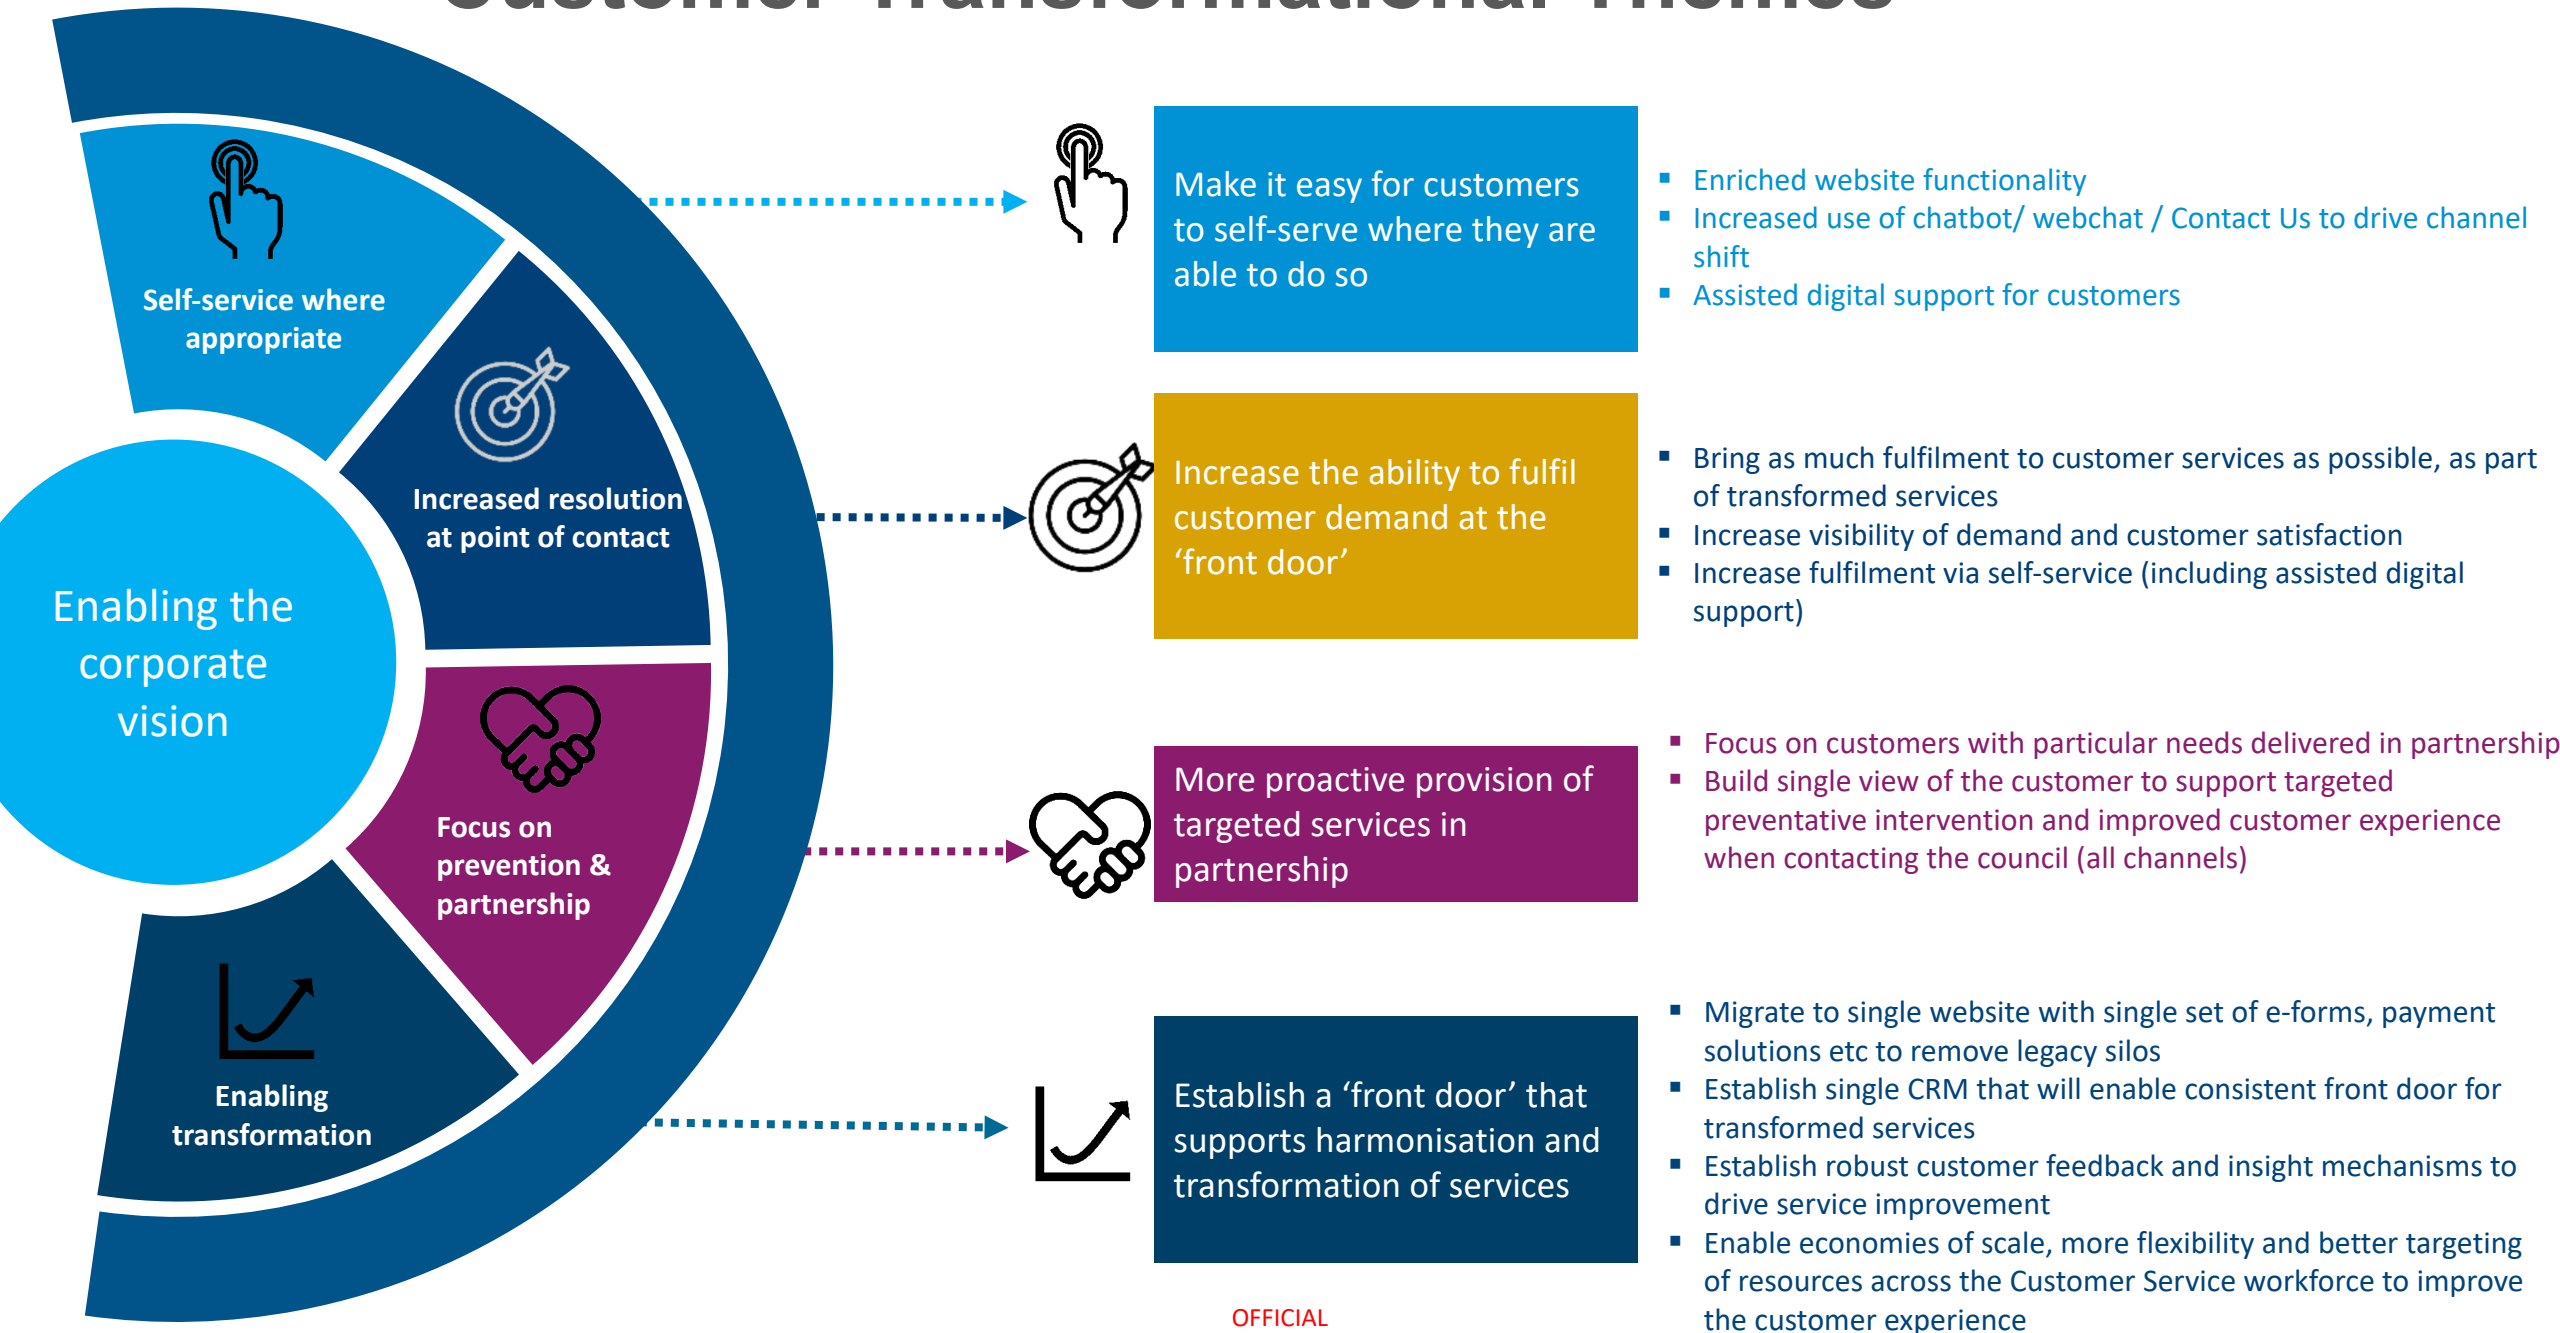 Customer Transformational Themes
Self-service where
appropriate
Increased resolution
at point of contact
Enabling the
corporate
vision
Focus on
prevention &
partnership
Enabling
transformation
Make it easy for customers
to self-serve where they are
able to do so
▪ Enriched website functionality
▪ Increased use of chatbot/ webchat / Contact Us to drive channel
shift
▪ Assisted digital support for customers
Increase the ability to fulfil
customer demand at the
‘front door’
▪ Bring as much fulfilment to customer services as possible, as part
of transformed services
▪ Increase visibility of demand and customer satisfaction
▪ Increase fulfilment via self-service (including assisted digital
support)
More proactive provision of
targeted services in
partnership
▪ Focus on customers with particular needs delivered in partnership
▪ Build single view of the customer to support targeted
preventative intervention and improved customer experience
when contacting the council (all channels)
Establish a ‘front door’ that
supports harmonisation and
transformation of services
▪ Migrate to single website with single set of e-forms, payment
solutions etc to remove legacy silos
▪ Establish single CRM that will enable consistent front door for
transformed services
▪ Establish robust customer feedback and insight mechanisms to
drive service improvement
▪ Enable economies of scale, more flexibility and better targeting
of resources across the Customer Service workforce to improve
the customer experience
OFFICIAL